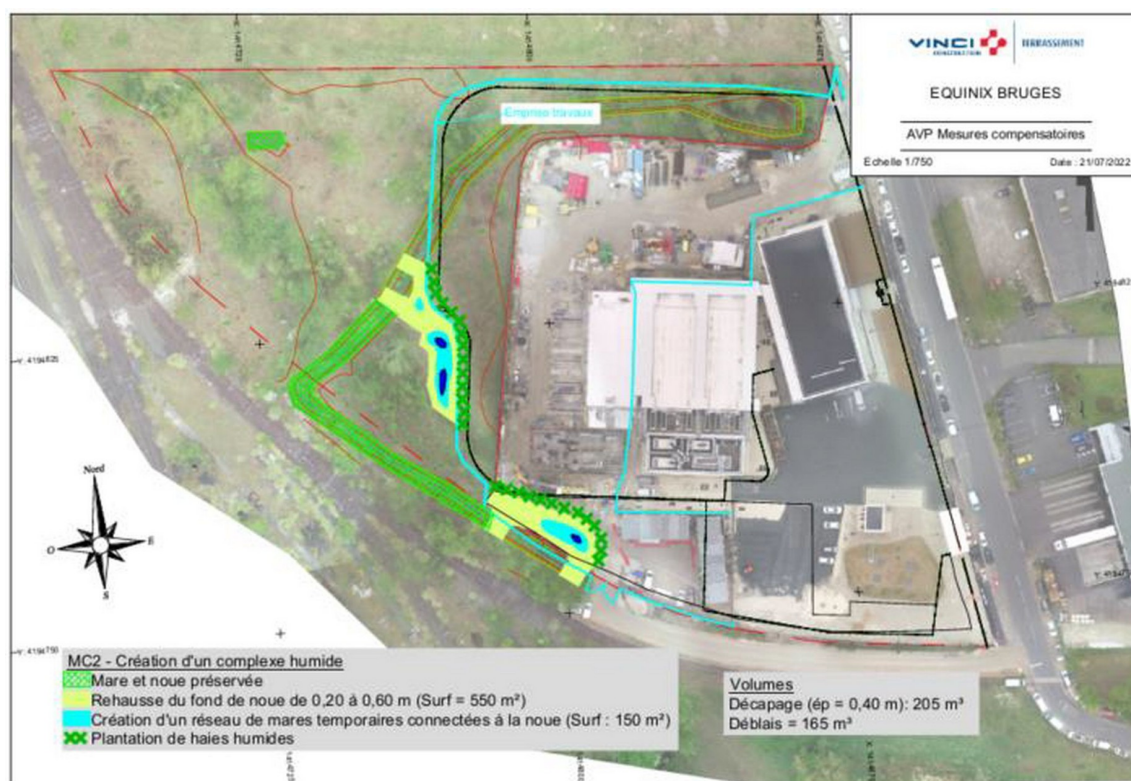 VINCI
CONSTRUCTION
TERRASSEMENT
EQUINIX BRUGES
AVP Mesures compensatoires
Echelle 1/750
Date : 21/07/2022
Emprise travaux
Nord
O
E
S
MC2 - Création d'un complexe humide
Mare et noue préservée
Rehausse du fond de noue de 0,20 à 0,60 m (Surf = 550 m²)
Création d'un réseau de mares temporaires connectées à la noue (Surf : 150 m²)
Plantation de haies humides
Volumes
Décapage (ép = 0,40 m): 205 m³
Déblais = 165 m³